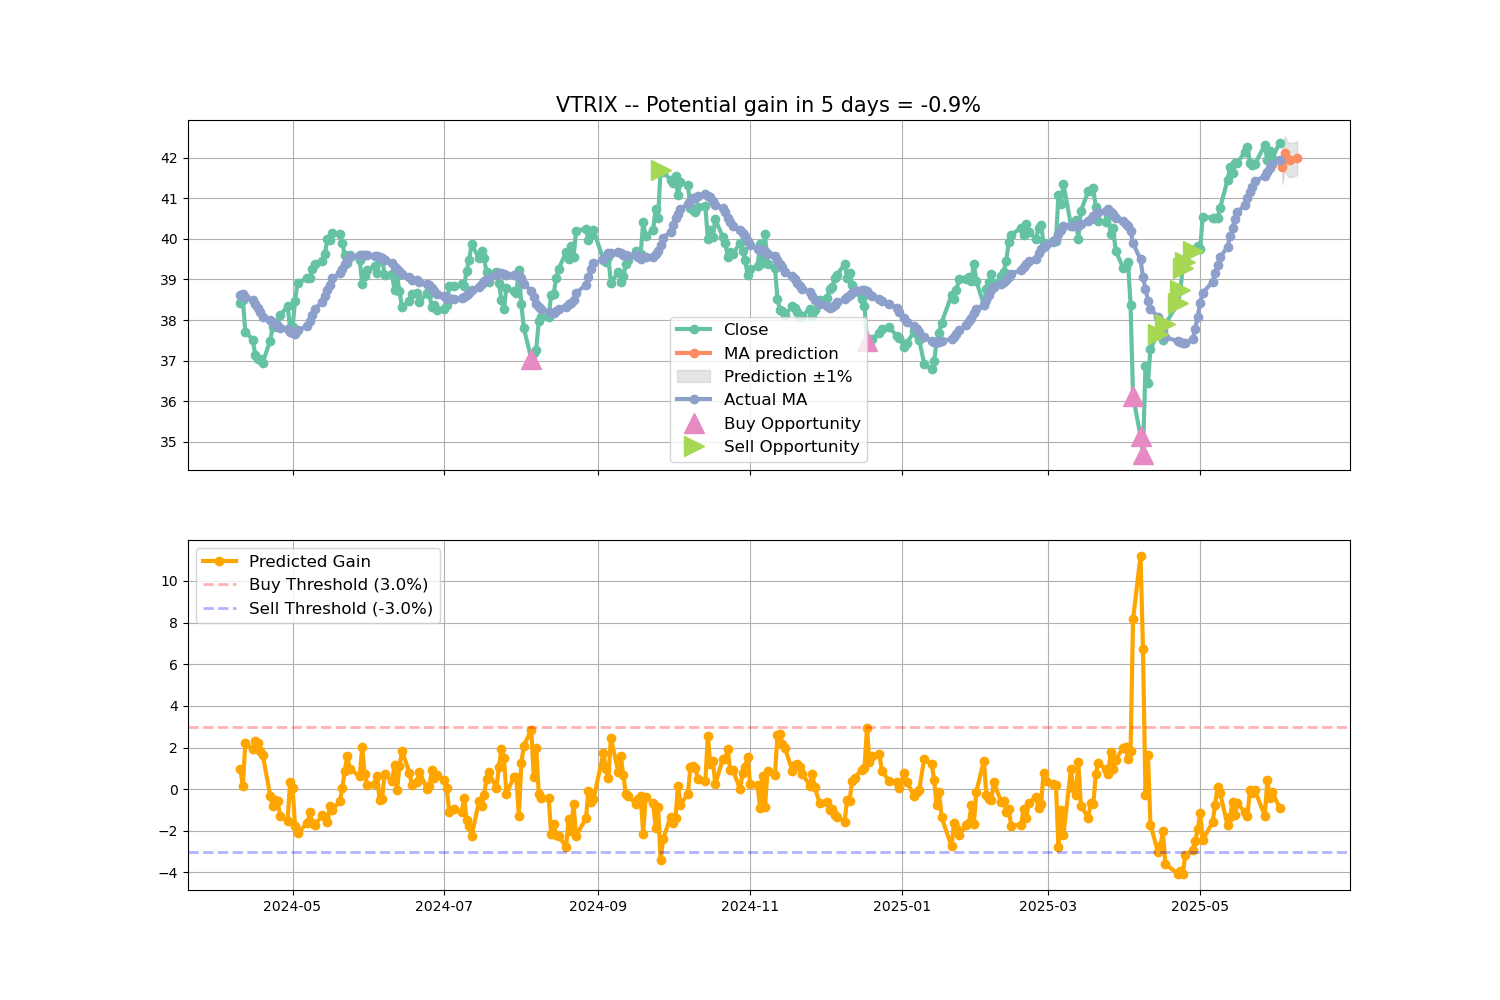 VTRIX -- Potential gain in 5 days = -0.9%
42
41
40
39
38
37
36
35
Close
MA prediction
Prediction ±1%
Actual MA
Buy Opportunity
Sell Opportunity
10
8
6
4
2
0
−2
−4
Predicted Gain
Buy Threshold (3.0%)
Sell Threshold (-3.0%)
2024-05 2024-07 2024-09 2024-11 2025-01 2025-03 2025-05